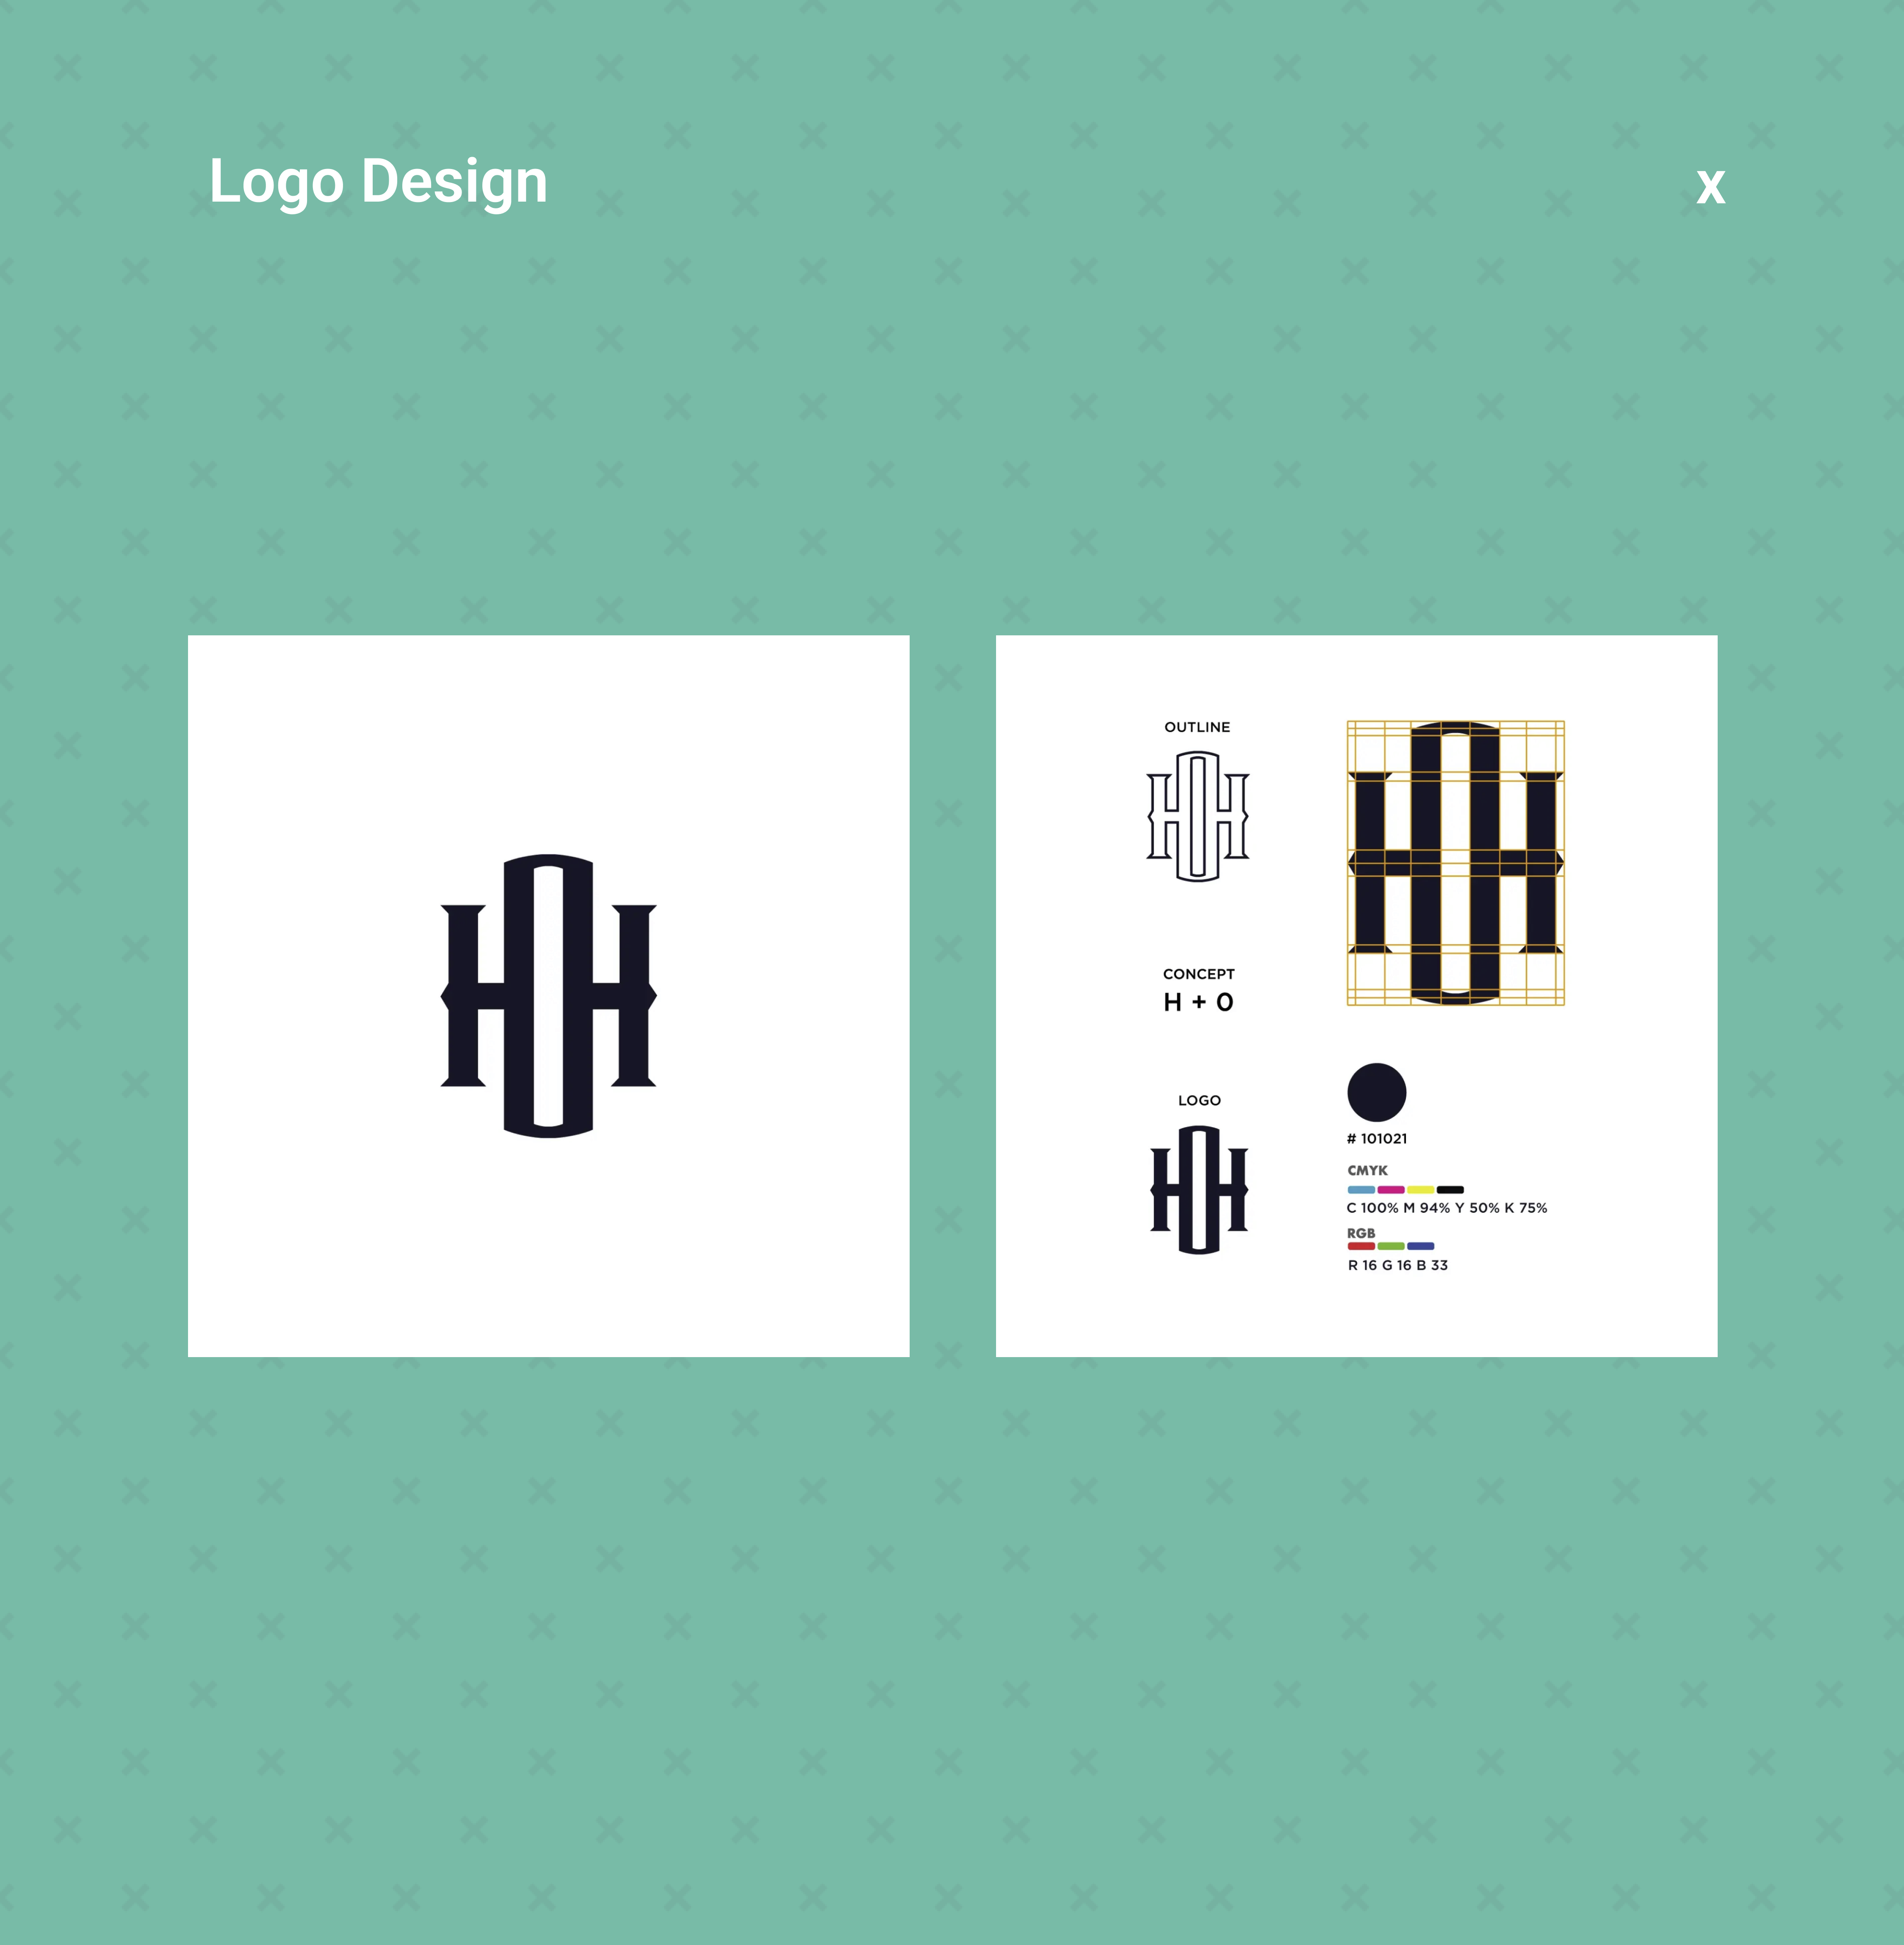 Logo Design
x
OUTLINE
CONCEPT
H + O
LOGO
# 101021
CMYK
C 100% M 94% Y 50% K 75%
RGB
R 16 G 16 B 33